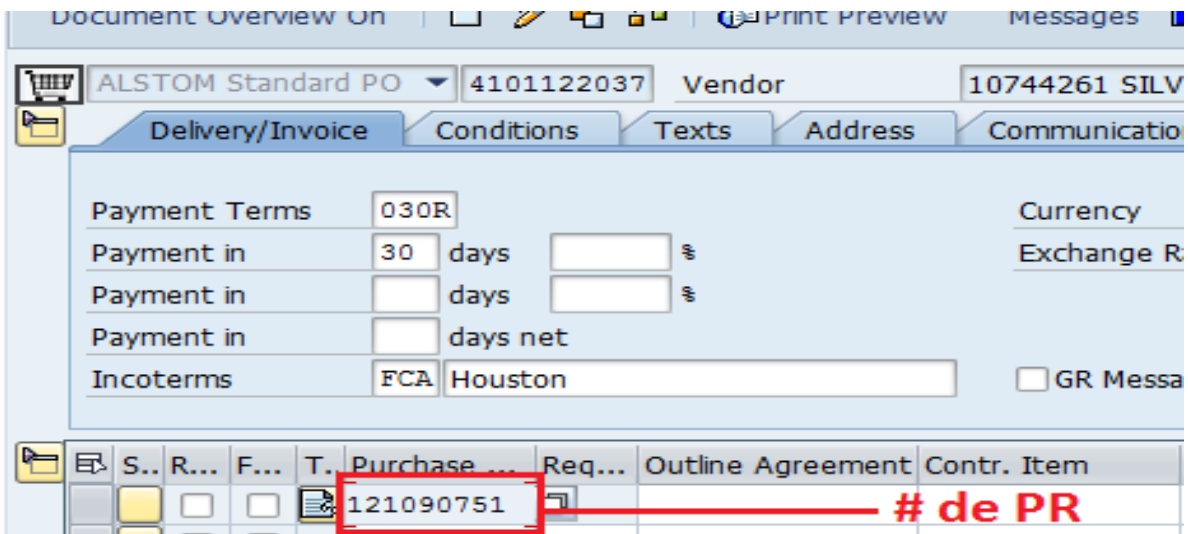 Document Overview On Print Preview Messages
ALSTOM Standard PO 4101122037 Vendor 10744261 SILV
Delivery/Invoice Conditions Texts Address Communicatio
Payment Terms 030R Currency
Payment in 30 days % Exchange Ra
Payment in days %
Payment in days net
Incoterms FCA Houston GR Messa
S.. R... F... T.. Purchase ... Req... Outline Agreement Contr. Item
121090751 # de PR